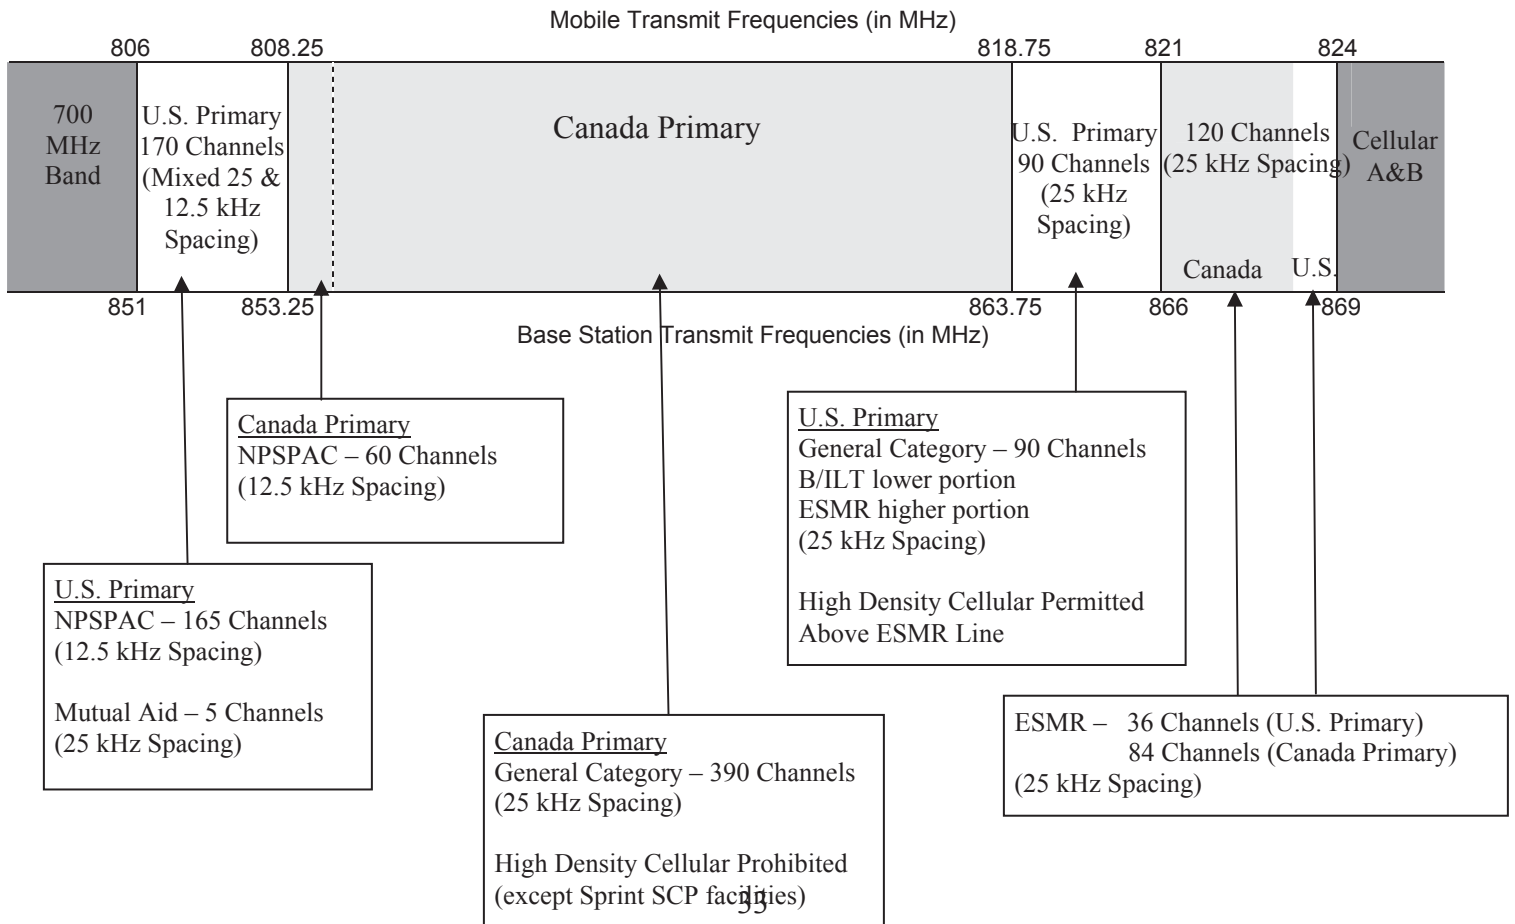 Mobile Transmit Frequencies (in MHz)
806 808.25 818.75 821 824
700
MHz
Band
U.S. Primary
170 Channels
(Mixed 25 &
12.5 kHz
Spacing)
Canada Primary
U.S. Primary
90 Channels
(25 kHz
Spacing)
120 Channels
(25 kHz Spacing)
Canada U.S.
Cellular
A&B
851 853.25 863.75 866 869
Base Station Transmit Frequencies (in MHz)
Canada Primary
NPSPAC – 60 Channels
(12.5 kHz Spacing)
U.S. Primary
General Category – 90 Channels
B/ILT lower portion
ESMR higher portion
(25 kHz Spacing)
High Density Cellular Permitted
Above ESMR Line
U.S. Primary
NPSPAC – 165 Channels
(12.5 kHz Spacing)
Mutual Aid – 5 Channels
(25 kHz Spacing)
Canada Primary
General Category – 390 Channels
(25 kHz Spacing)
High Density Cellular Prohibited
(except Sprint SCP facilities)
33
ESMR – 36 Channels (U.S. Primary)
84 Channels (Canada Primary)
(25 kHz Spacing)